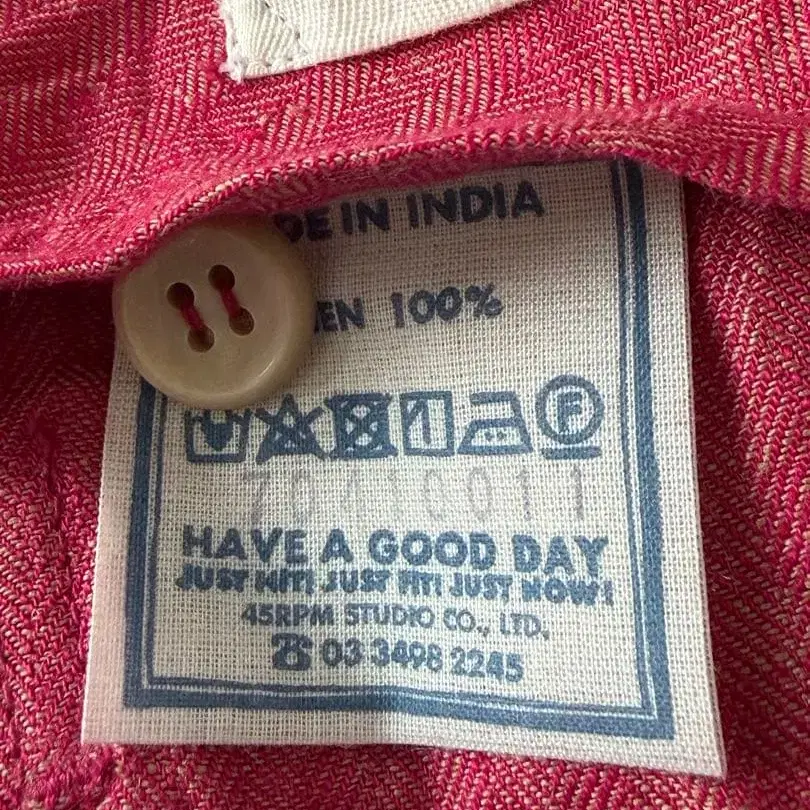 DE IN INDIA
EN 100%
F
70410011
HAVE A GOOD DAY
JUST HIT! JUST FIT! JUST NOW!
45RPM STUDIO CO., LTD.
☎ 03 3498 2245